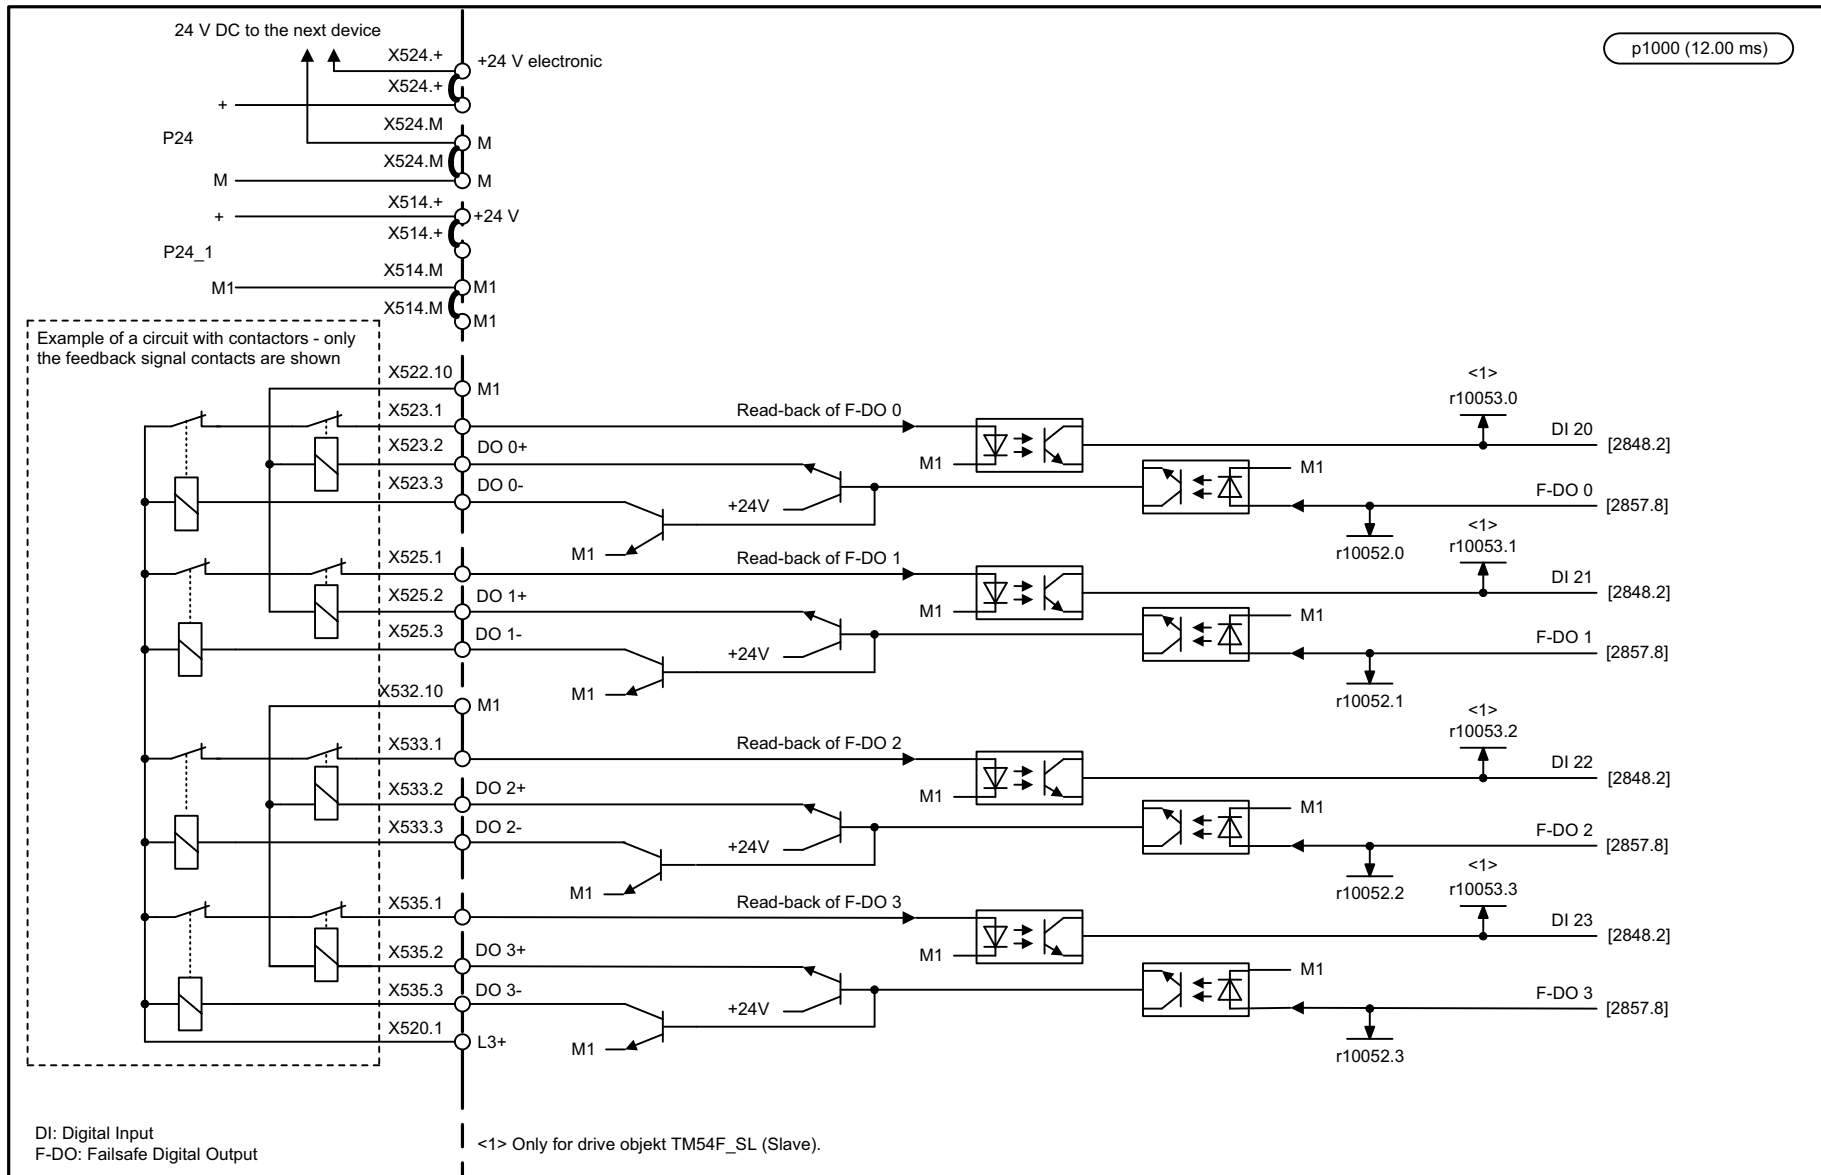 24 V DC to the next device
p1000 (12.00 ms)
X524.+
+24 V electronic
X524.+
+
X524.M
P24
M
X524.M
M
M
X514.+
+
+24 V
X514.+
P24_1
X514.M
M1
M1
X514.M
M1
Example of a circuit with contactors - only
the feedback signal contacts are shown
X522.10
M1
<1>
r10053.0
X523.1
Read-back of F-DO 0
DI 20
[2848.2]
X523.2
DO 0+
M1
M1
X523.3
DO 0-
+24V
F-DO 0
[2857.8]
<1>
r10053.1
M1
r10052.0
X525.1
Read-back of F-DO 1
DI 21
[2848.2]
X525.2
DO 1+
M1
M1
X525.3
DO 1-
+24V
F-DO 1
[2857.8]
M1
r10052.1
X532.10
M1
<1>
r10053.2
X533.1
Read-back of F-DO 2
DI 22
[2848.2]
X533.2
DO 2+
M1
M1
X533.3
DO 2-
+24V
F-DO 2
[2857.8]
<1>
r10053.3
M1
r10052.2
X535.1
Read-back of F-DO 3
DI 23
[2848.2]
X535.2
DO 3+
M1
M1
X535.3
DO 3-
+24V
F-DO 3
[2857.8]
X520.1
L3+
M1
r10052.3
DI: Digital Input
F-DO: Failsafe Digital Output
<1> Only for drive objekt TM54F_SL (Slave).